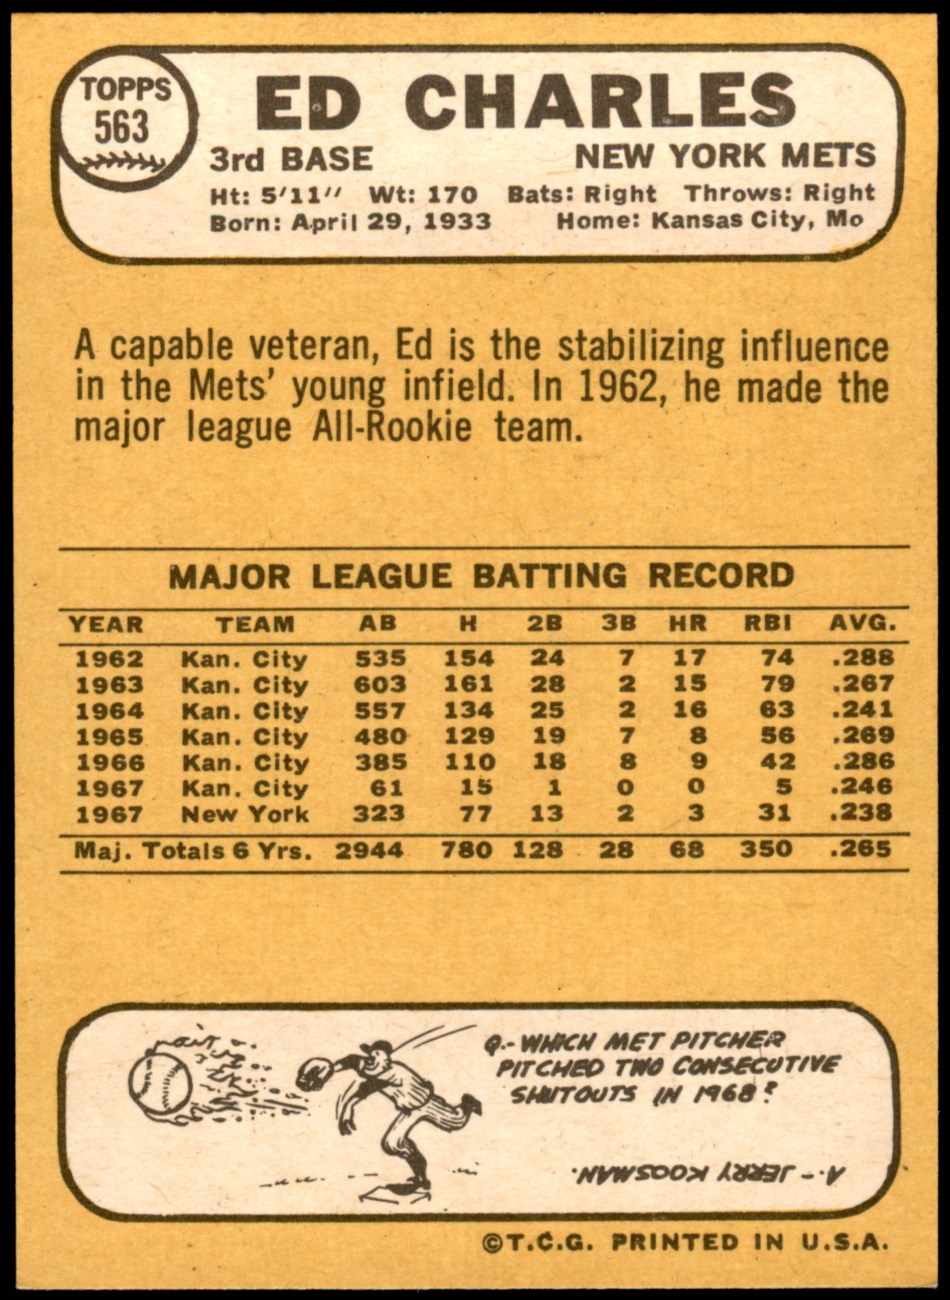 TOPPS
563
ED CHARLES
3rd BASE NEW YORK METS
Ht: 5'11" Wt: 170 Bats: Right Throws: Right
Born: April 29, 1933 Home: Kansas City, Mo
A capable veteran, Ed is the stabilizing influence
in the Mets' young infield. In 1962, he made the
major league All-Rookie team.
MAJOR LEAGUE BATTING RECORD
YEAR TEAM AB H 2B 3B HR RBI AVG.
1962 Kan. City 535 154 24 7 17 74 .288
1963 Kan. City 603 161 28 2 15 79 .267
1964 Kan. City 557 134 25 2 16 63 .241
1965 Kan. City 480 129 19 7 8 56 .269
1966 Kan. City 385 110 18 8 9 42 .286
1967 Kan. City 61 15 1 0 0 5 .246
1967 New York 323 77 13 2 3 31 .238
Maj. Totals 6 Yrs. 2944 780 128 28 68 350 .265
Q.- WHICH MET PITCHER
PITCHED TWO CONSECUTIVE
SHUTOUTS IN 1968?
A.- JERRY KOOSMAN.
©T.C.G. PRINTED IN U.S.A.